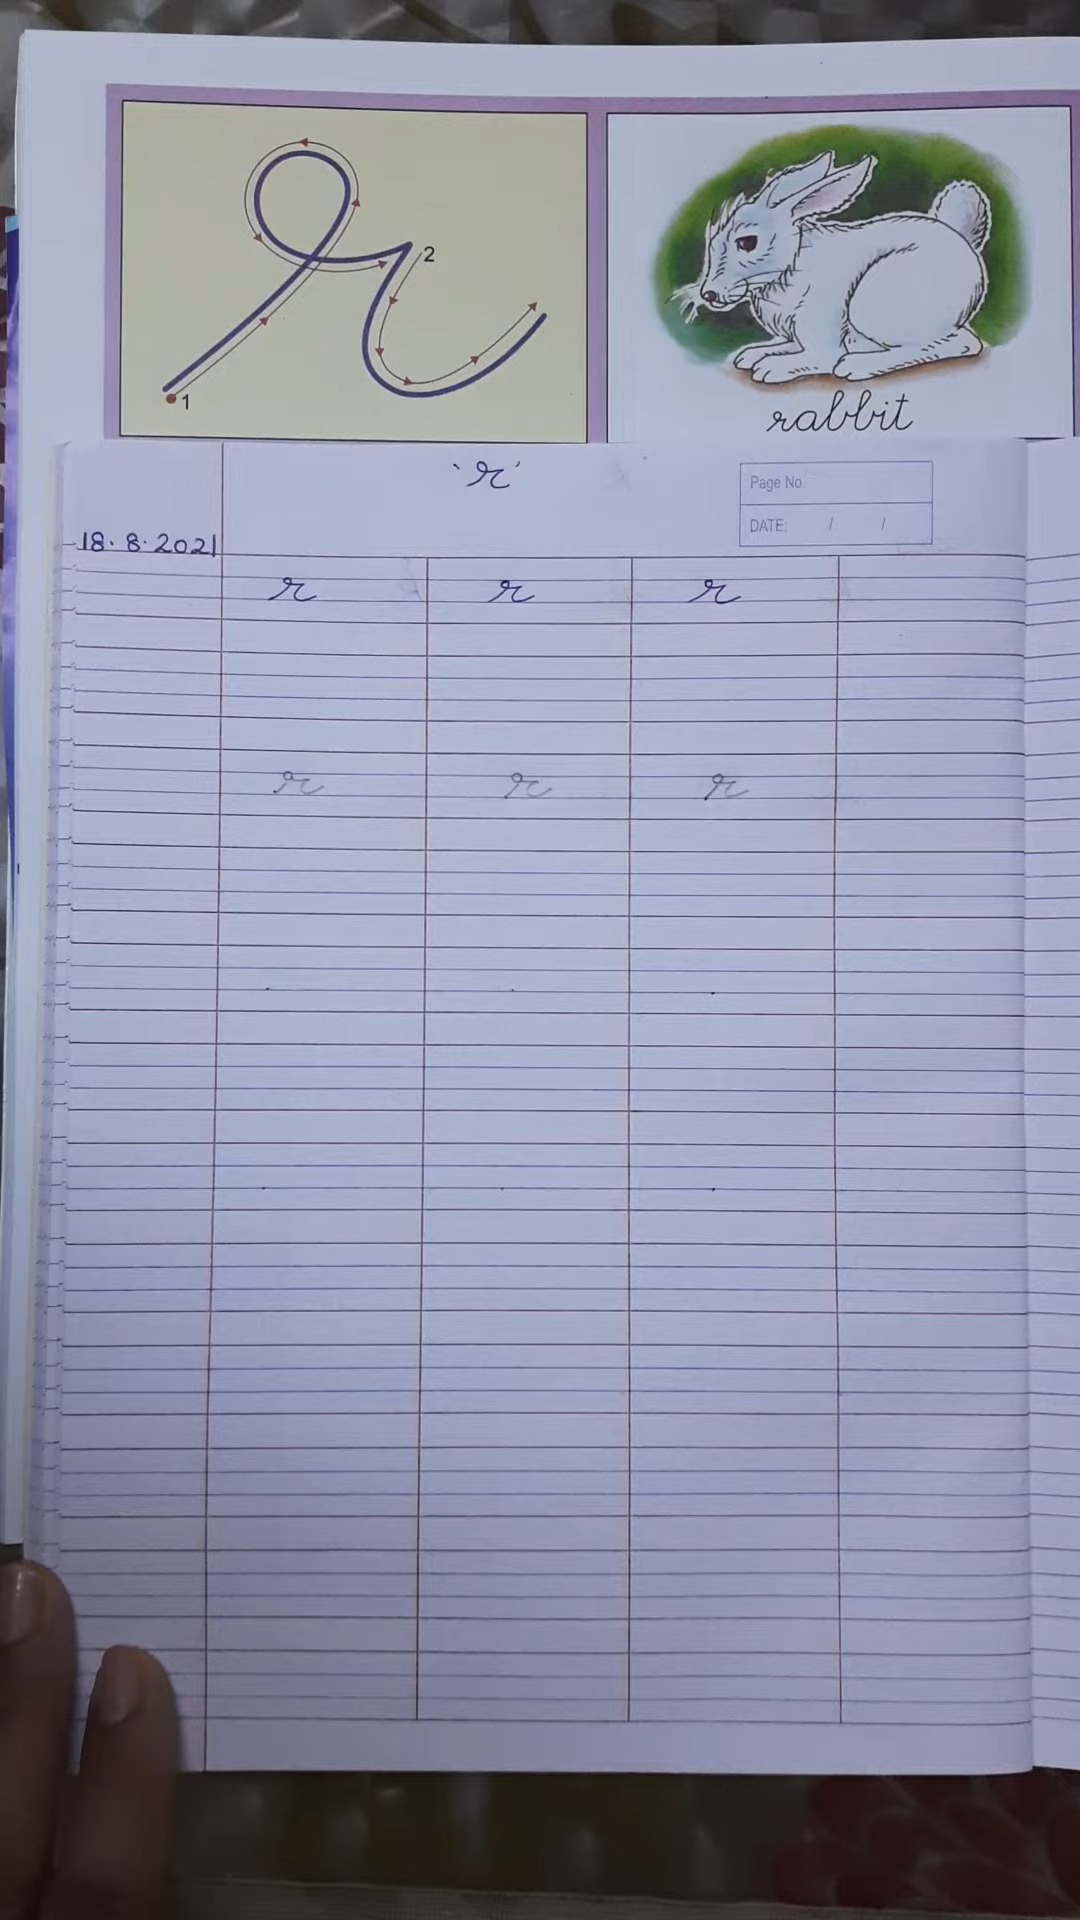 2
1
rabbit
'r'
Page No.
DATE: / /
18.8.2021
r r r
r r r